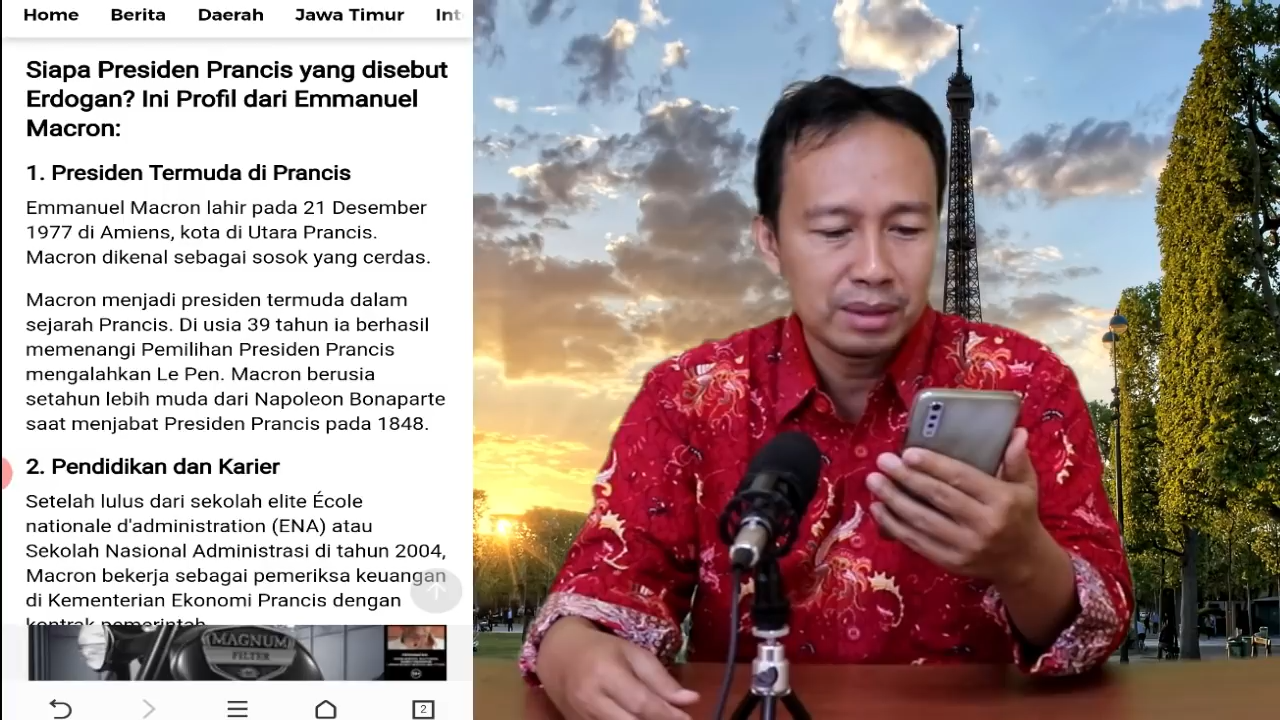 Home Berita Daerah Jawa Timur Int
Siapa Presiden Prancis yang disebut
Erdogan? Ini Profil dari Emmanuel
Macron:
1. Presiden Termuda di Prancis
Emmanuel Macron lahir pada 21 Desember
1977 di Amiens, kota di Utara Prancis.
Macron dikenal sebagai sosok yang cerdas.
Macron menjadi presiden termuda dalam
sejarah Prancis. Di usia 39 tahun ia berhasil
memenangi Pemilihan Presiden Prancis
mengalahkan Le Pen. Macron berusia
setahun lebih muda dari Napoleon Bonaparte
saat menjabat Presiden Prancis pada 1848.
2. Pendidikan dan Karier
Setelah lulus dari sekolah elite École
nationale d'administration (ENA) atau
Sekolah Nasional Administrasi di tahun 2004,
Macron bekerja sebagai pemeriksa keuangan
di Kementerian Ekonomi Prancis dengan
kontrak pemerintah
MAGNUM
FILTER
2